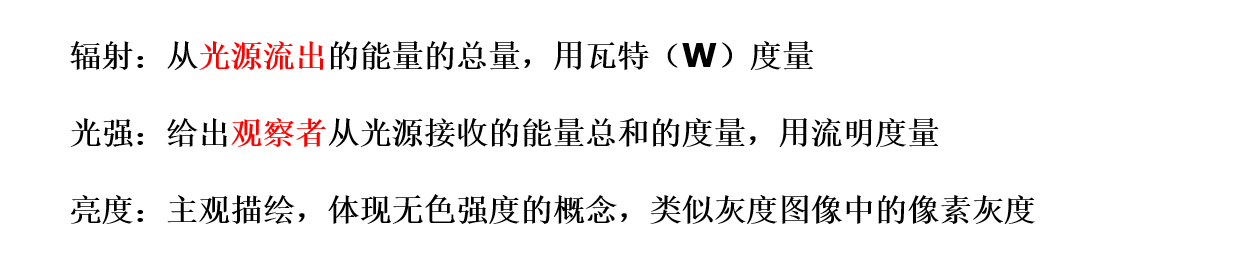 辐射：从光源流出的能量的总量，用瓦特（W）度量
光强：给出观察者从光源接收的能量总和的度量，用流明度量
亮度：主观描绘，体现无色强度的概念，类似灰度图像中的像素灰度